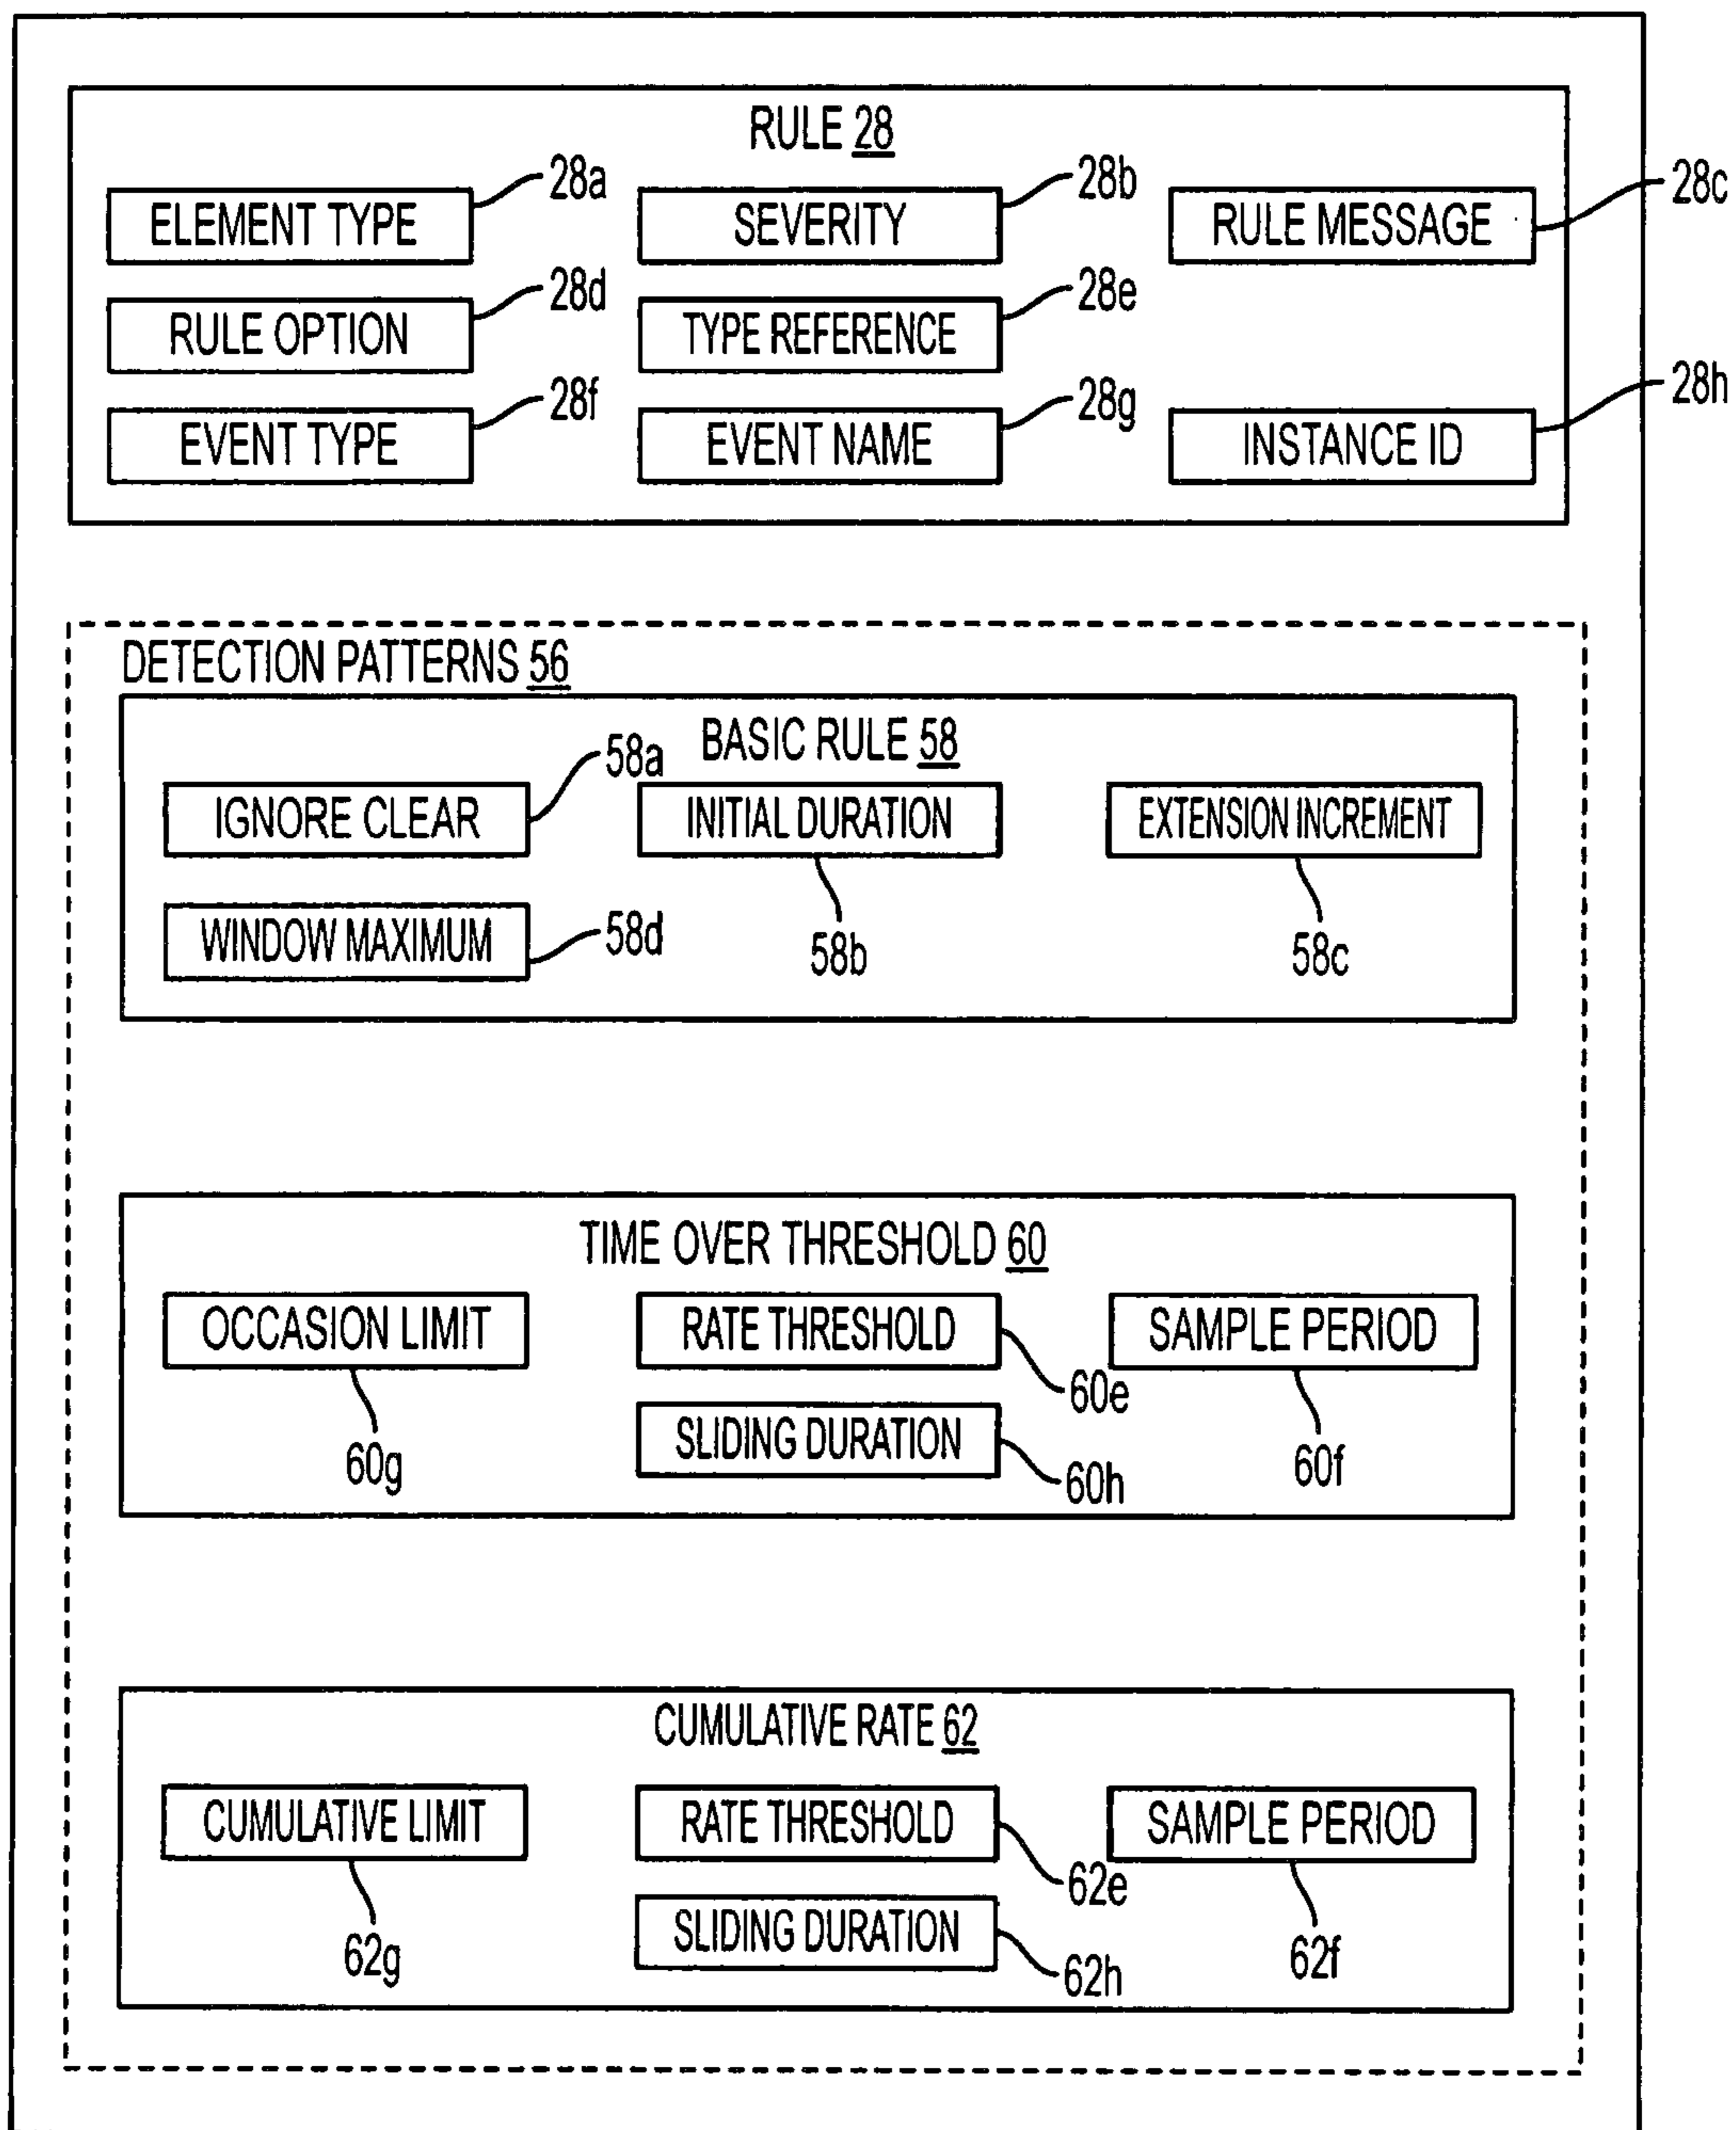 RULE 28
28a
28b
28c
ELEMENT TYPE
SEVERITY
RULE MESSAGE
28d
28e
RULE OPTION
TYPE REFERENCE
28f
28g
28h
EVENT TYPE
EVENT NAME
INSTANCE ID
DETECTION PATTERNS 56
BASIC RULE 58
58a
IGNORE CLEAR
INITIAL DURATION
EXTENSION INCREMENT
WINDOW MAXIMUM
58d
58b
58c
TIME OVER THRESHOLD 60
OCCASION LIMIT
RATE THRESHOLD
SAMPLE PERIOD
60e
SLIDING DURATION
60g
60h
60f
CUMULATIVE RATE 62
CUMULATIVE LIMIT
RATE THRESHOLD
SAMPLE PERIOD
62e
SLIDING DURATION
62g
62h
62f